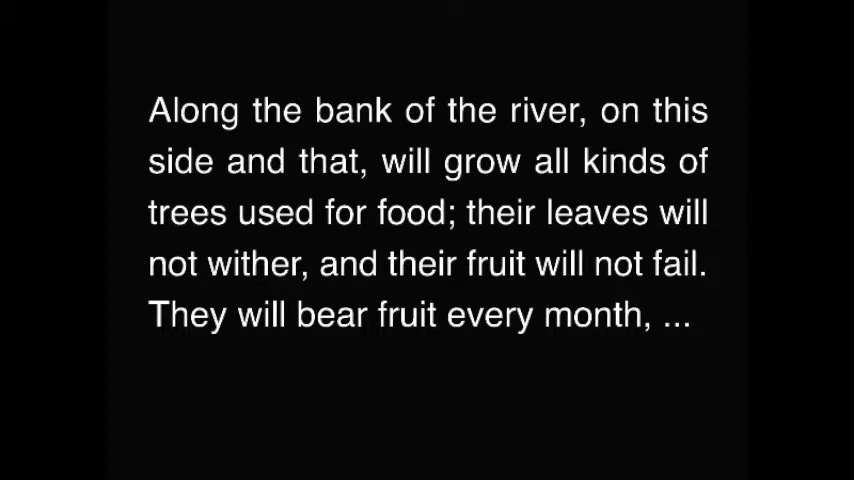 Along the bank of the river, on this
side and that, will grow all kinds of
trees used for food; their leaves will
not wither, and their fruit will not fail.
They will bear fruit every month, ...